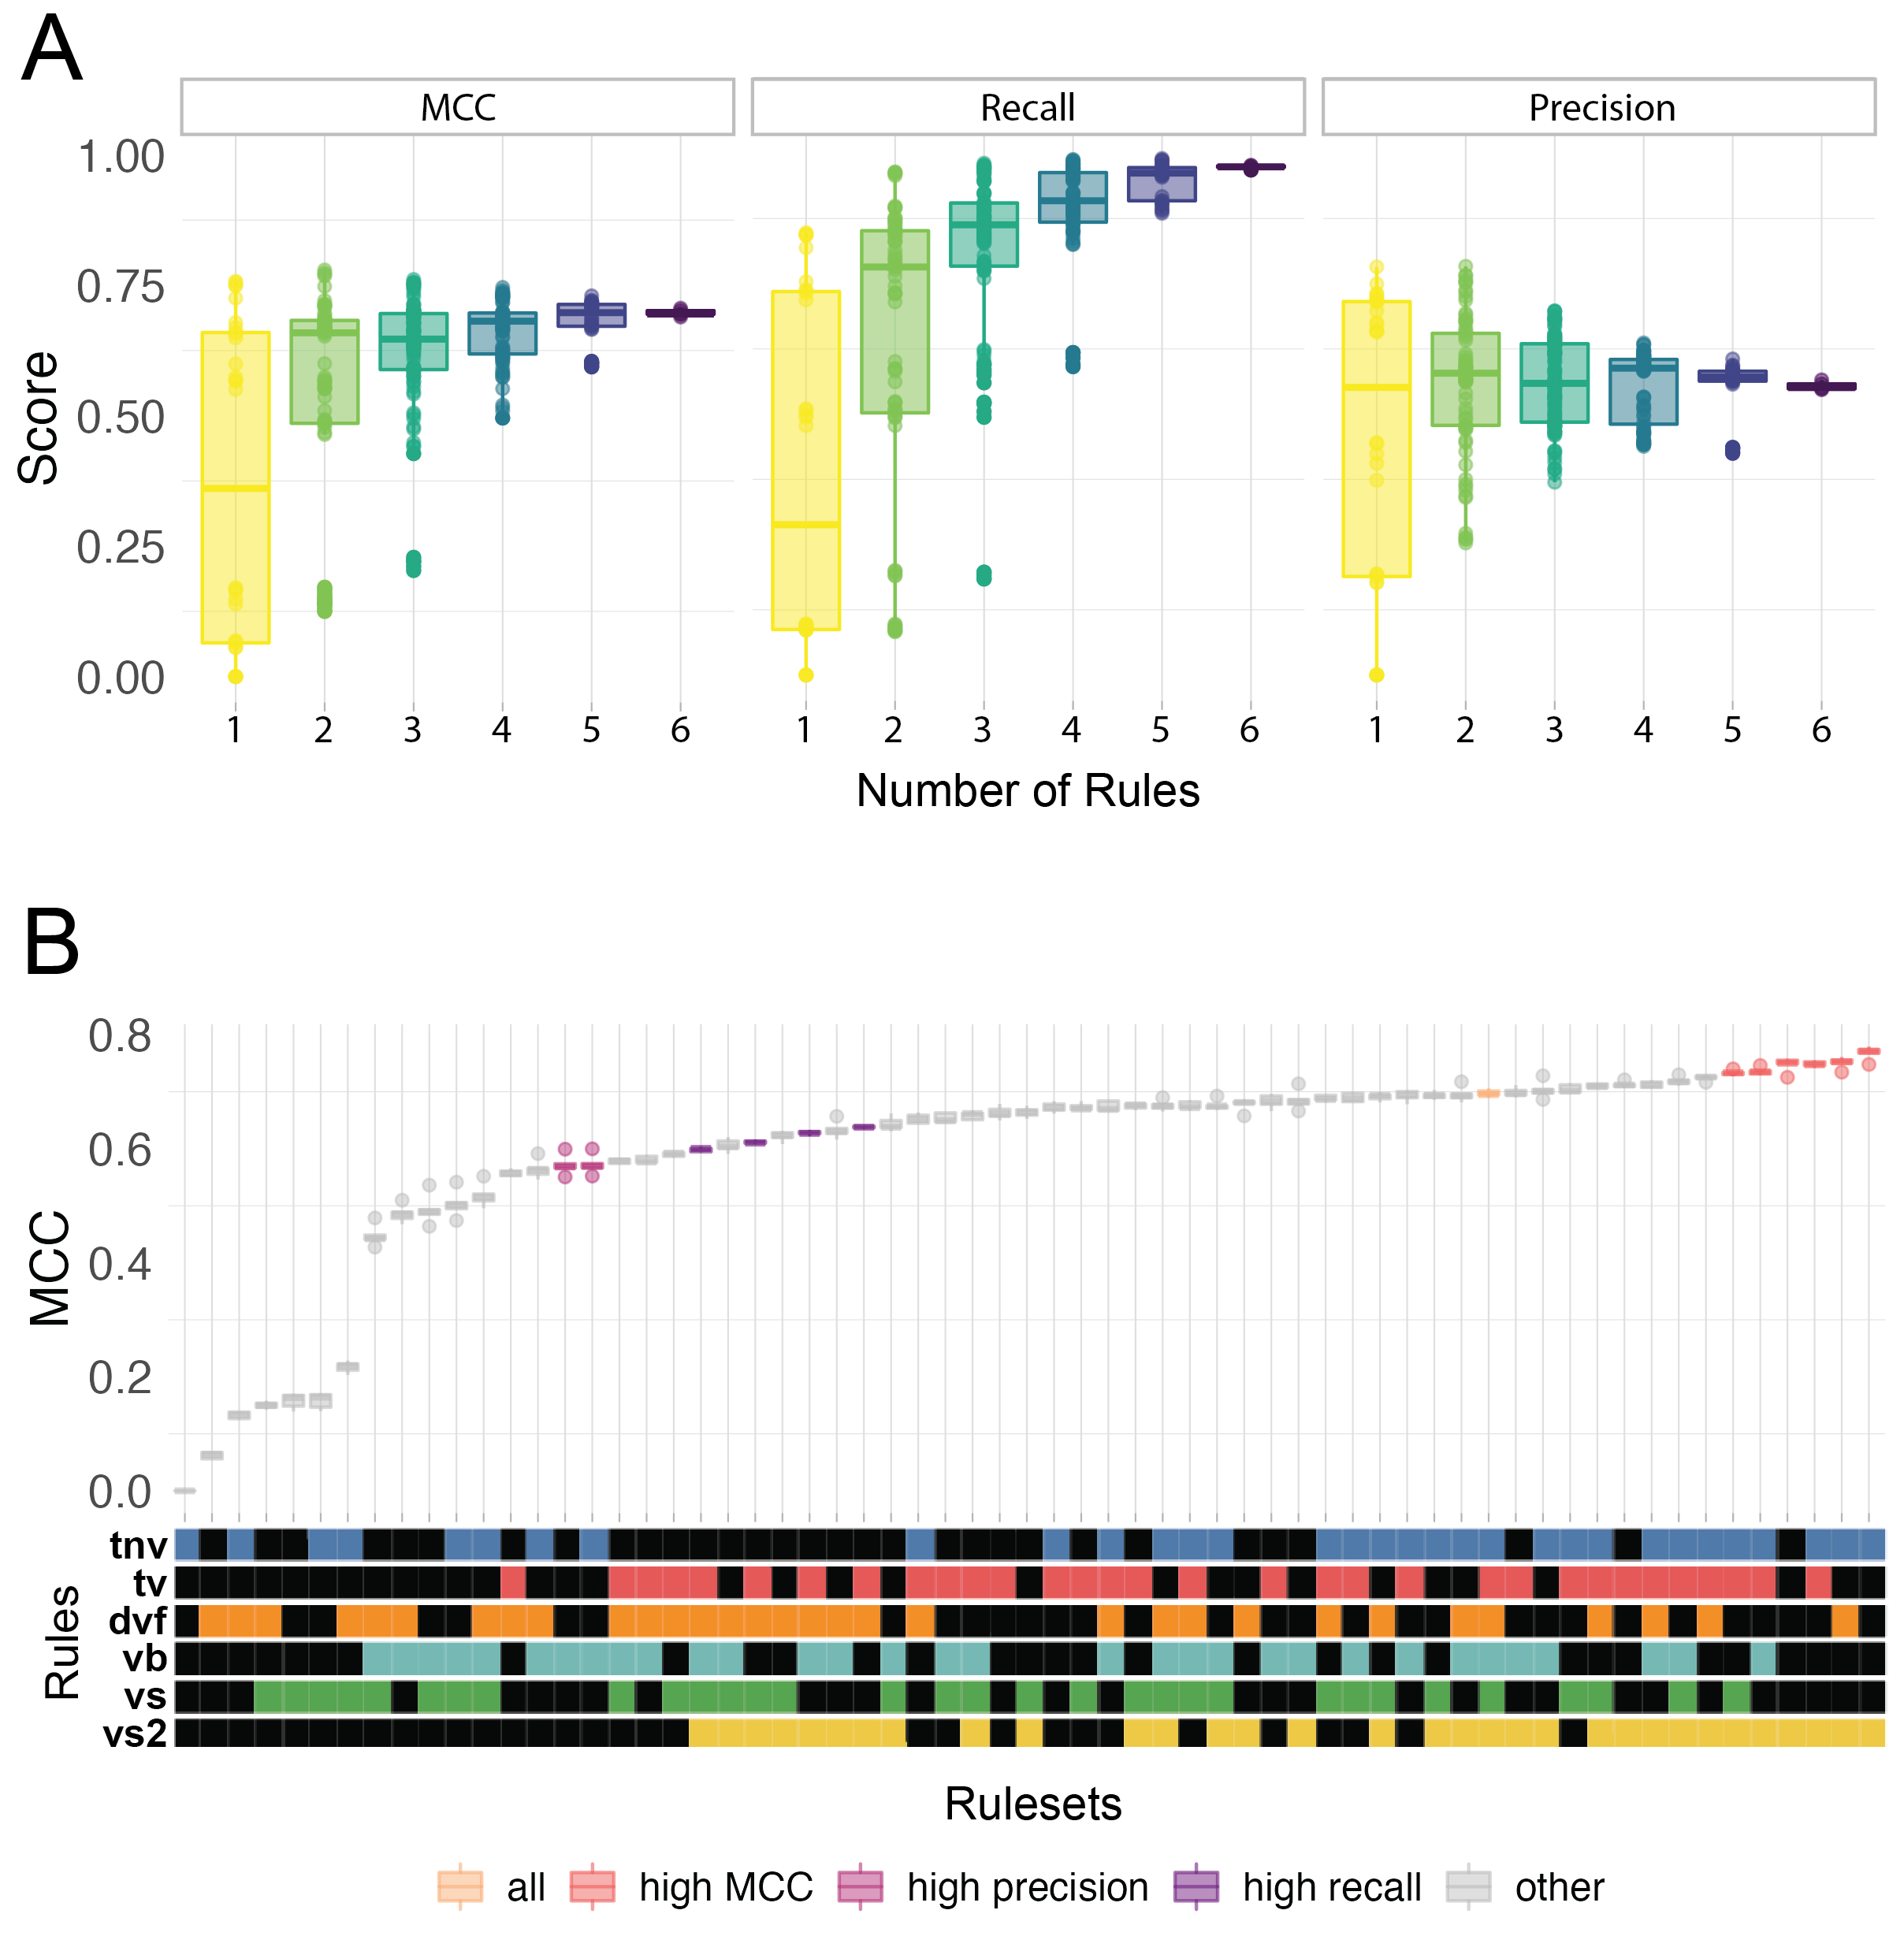 A
MCC Recall Precision
1.00
0.75
0.50
0.25
0.00
Score
1 2 3 4 5 6 1 2 3 4 5 6 1 2 3 4 5 6
Number of Rules
B
0.8
0.6
0.4
0.2
0.0
MCC
tnv
tv
dvf
vb
vs
vs2
Rules
Rulesets
all high MCC high precision high recall other